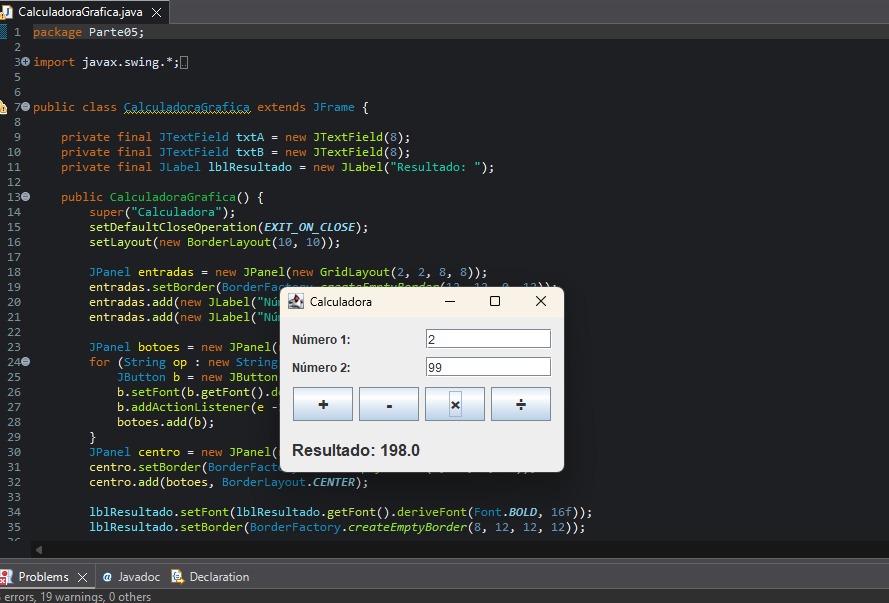 CalculadoraGrafica.java
1 package Parte05;
2
3 import javax.swing.*;
5
6
7 public class CalculadoraGrafica extends JFrame {
8
9 private final JTextField txtA = new JTextField(8);
10 private final JTextField txtB = new JTextField(8);
11 private final JLabel lblResultado = new JLabel("Resultado: ");
12
13 public CalculadoraGrafica() {
14 super("Calculadora");
15 setDefaultCloseOperation(EXIT_ON_CLOSE);
16 setLayout(new BorderLayout(10, 10));
17
18 JPanel entradas = new JPanel(new GridLayout(2, 2, 8, 8));
19 entradas.setBorder(BorderFactory.createEmptyBorder(12, 12, 0, 12));
20 entradas.add(new JLabel("Nú
21 entradas.add(new JLabel("Nú
22
23 JPanel botoes = new JPanel(
24 for (String op : new String
25 JButton b = new JButton
26 b.setFont(b.getFont().d
27 b.addActionListener(e -
28 botoes.add(b);
29 }
30 JPanel centro = new JPanel(
31 centro.setBorder(BorderFact
32 centro.add(botoes, BorderLayout.CENTER);
33
34 lblResultado.setFont(lblResultado.getFont().deriveFont(Font.BOLD, 16f));
35 lblResultado.setBorder(BorderFactory.createEmptyBorder(8, 12, 12, 12));
Calculadora
Número 1: 2
Número 2: 99
+ - × ÷
Resultado: 198.0
Problems Javadoc Declaration
errors, 19 warnings, 0 others